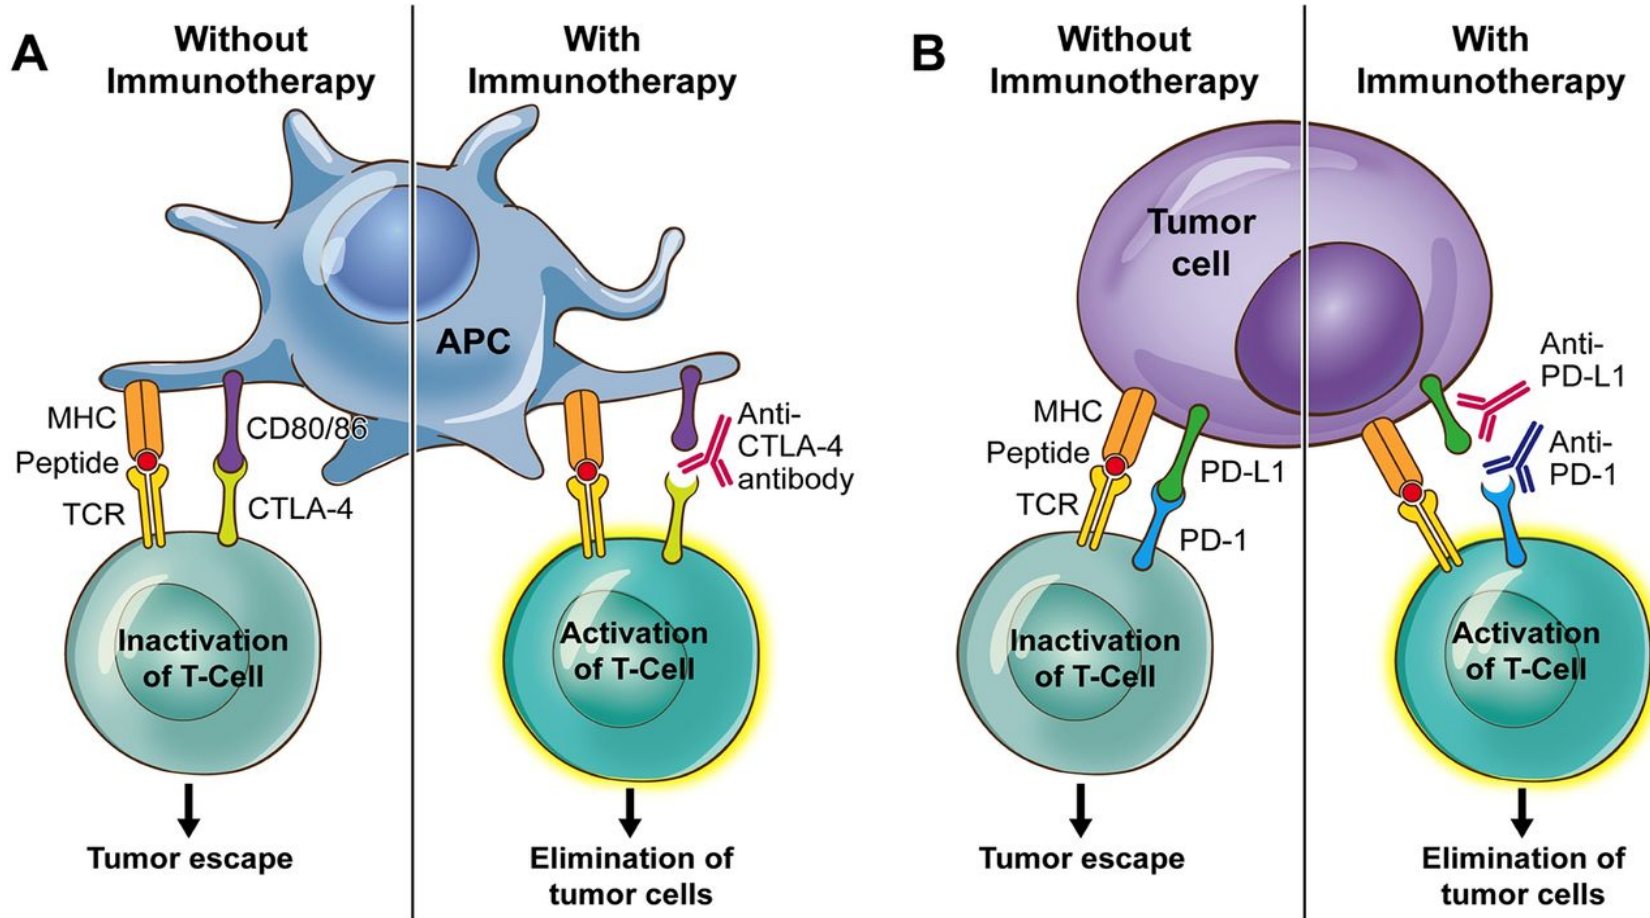 A
Without
Immunotherapy
With
Immunotherapy
APC
MHC
Peptide
TCR
CD80/86
CTLA-4
Anti-
CTLA-4
antibody
Inactivation
of T-Cell
Activation
of T-Cell
Tumor escape
Elimination of
tumor cells
B
Without
Immunotherapy
With
Immunotherapy
Tumor
cell
MHC
Peptide
TCR
PD-L1
PD-1
Anti-
PD-L1
Anti-
PD-1
Inactivation
of T-Cell
Activation
of T-Cell
Tumor escape
Elimination of
tumor cells